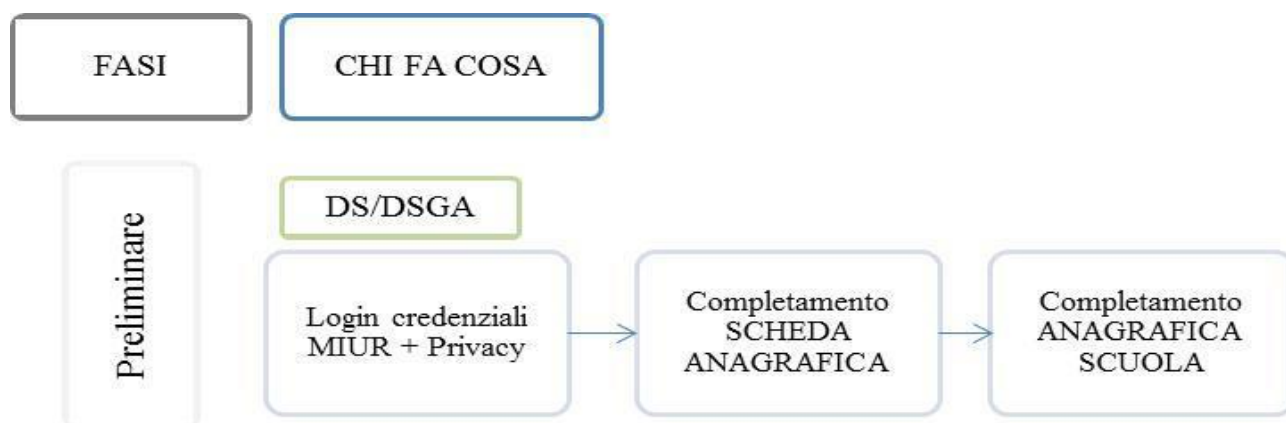 FASI
CHI FA COSA
Preliminare
DS/DSGA
Login credenziali
MIUR + Privacy
Completamento
SCHEDA
ANAGRAFICA
Completamento
ANAGRAFICA
SCUOLA